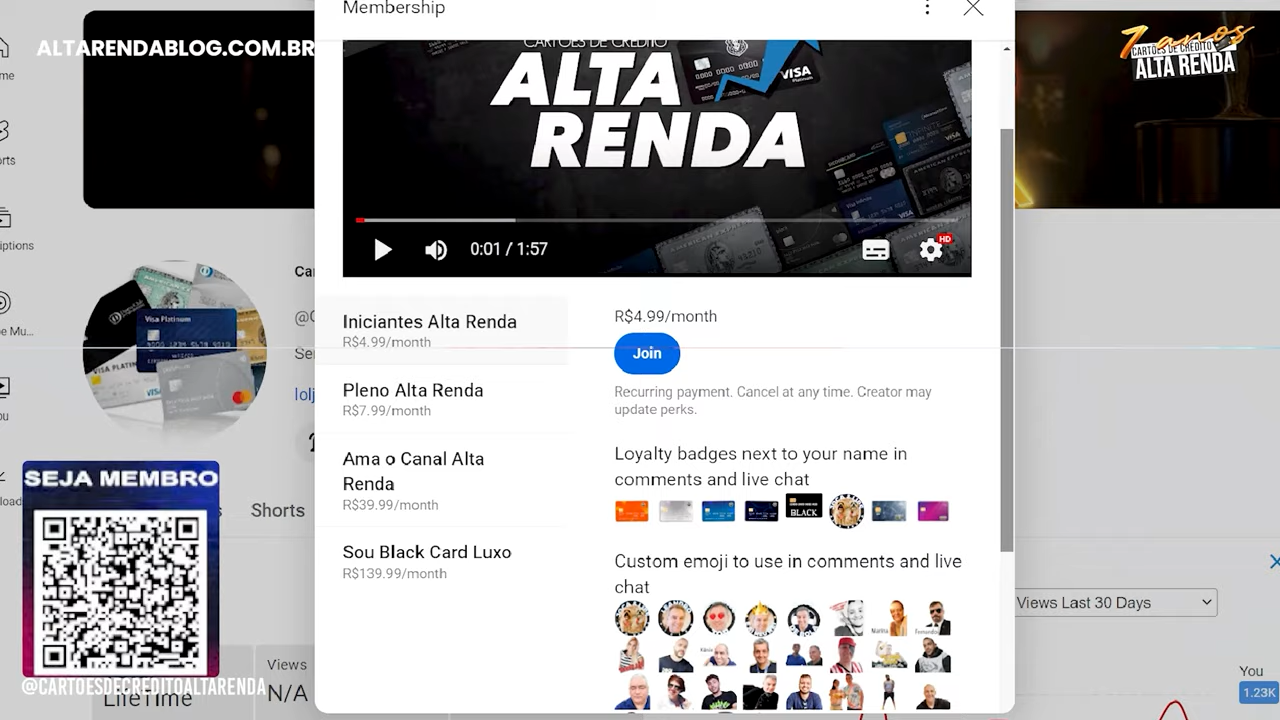 Membership
ALTARENDABLOG.COM.BR
7 anos
CARTÕES DE CRÉDITO
ALTA RENDA
CARTÕES DE CRÉDITO
ALTA
RENDA
VISA
0:01 / 1:57
HD
Iniciantes Alta Renda
R$4.99/month
Pleno Alta Renda
R$7.99/month
Ama o Canal Alta
Renda
R$39.99/month
Sou Black Card Luxo
R$139.99/month
R$4.99/month
Join
Recurring payment. Cancel at any time. Creator may
update perks.
Loyalty badges next to your name in
comments and live chat
BLACK
Custom emoji to use in comments and live
chat
Visa Platinum
SEJA MEMBRO
Shorts
Views
N/A
LifeTime
@CARTOESDECREDITOALTARENDA
Views Last 30 Days
You
1.23K